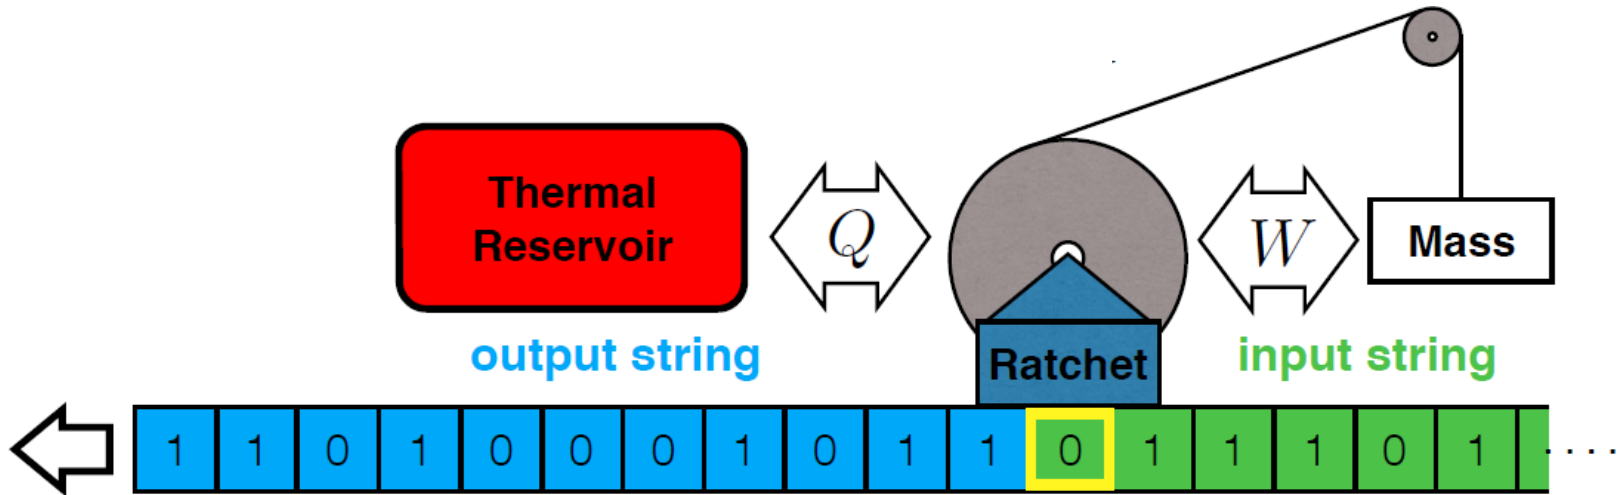 Thermal
Reservoir
Q
W
Mass
output string
Ratchet
input string
1 1 0 1 0 0 0 1 0 1 1 0 1 1 1 0 1 ....